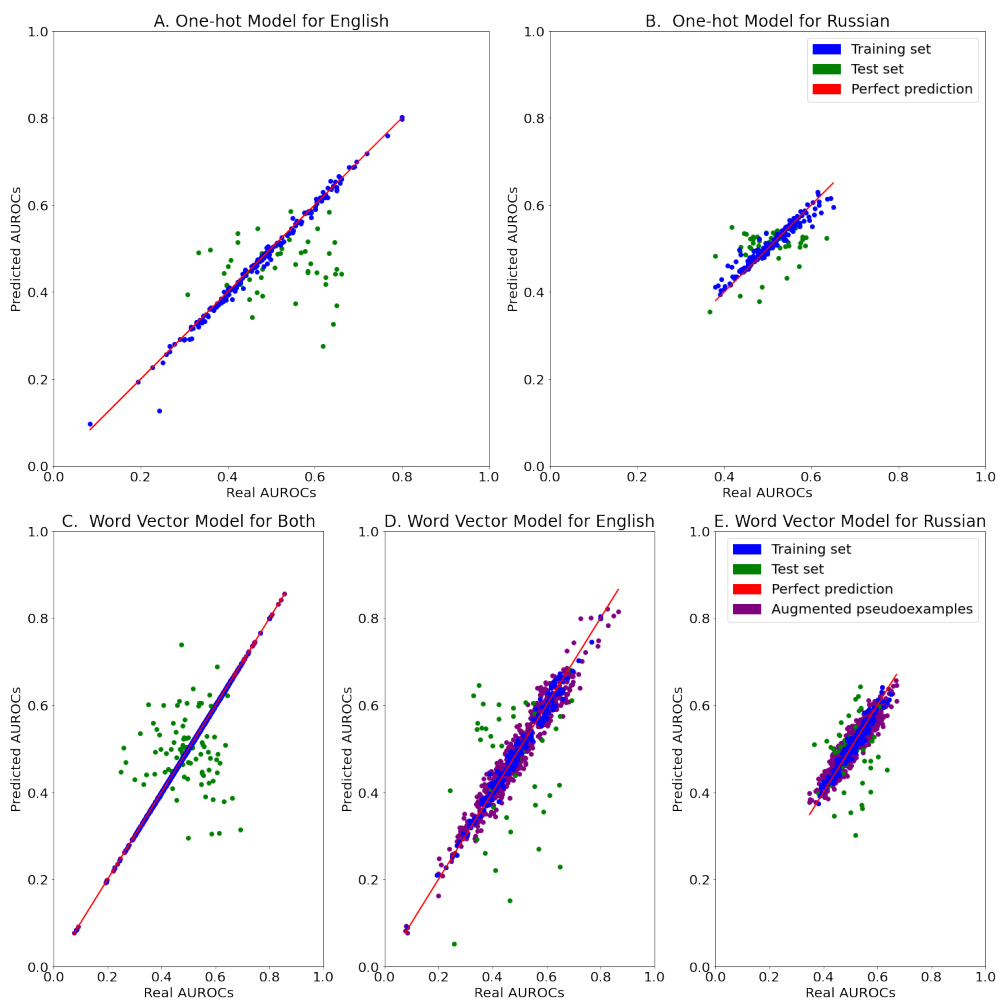 A. One-hot Model for English
1.0
0.8
0.6
0.4
0.2
0.0
0.0 0.2 0.4 0.6 0.8 1.0
Real AUROCs
Predicted AUROCs
B. One-hot Model for Russian
Training set
Test set
Perfect prediction
1.0
0.8
0.6
0.4
0.2
0.0
0.0 0.2 0.4 0.6 0.8 1.0
Real AUROCs
Predicted AUROCs
C. Word Vector Model for Both
1.0
0.8
0.6
0.4
0.2
0.0
0.0 0.2 0.4 0.6 0.8 1.0
Real AUROCs
Predicted AUROCs
D. Word Vector Model for English
1.0
0.8
0.6
0.4
0.2
0.0
0.0 0.2 0.4 0.6 0.8 1.0
Real AUROCs
Predicted AUROCs
E. Word Vector Model for Russian
Training set
Test set
Perfect prediction
Augmented pseudoexamples
1.0
0.8
0.6
0.4
0.2
0.0
0.0 0.2 0.4 0.6 0.8 1.0
Real AUROCs
Predicted AUROCs